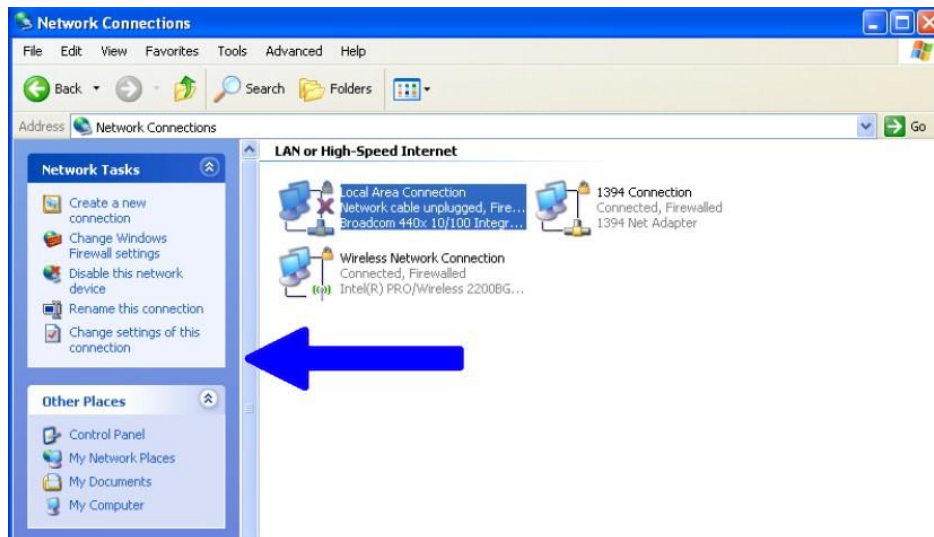 Network Connections
File Edit View Favorites Tools Advanced Help
Back Search Folders
Address Network Connections Go
Network Tasks
Create a new
connection
Change Windows
Firewall settings
Disable this network
device
Rename this connection
Change settings of this
connection
Other Places
Control Panel
My Network Places
My Documents
My Computer
LAN or High-Speed Internet
Local Area Connection
Network cable unplugged, Fire...
Broadcom 440x 10/100 Integr...
1394 Connection
Connected, Firewalled
1394 Net Adapter
Wireless Network Connection
Connected, Firewalled
Intel(R) PRO/Wireless 2200BG...